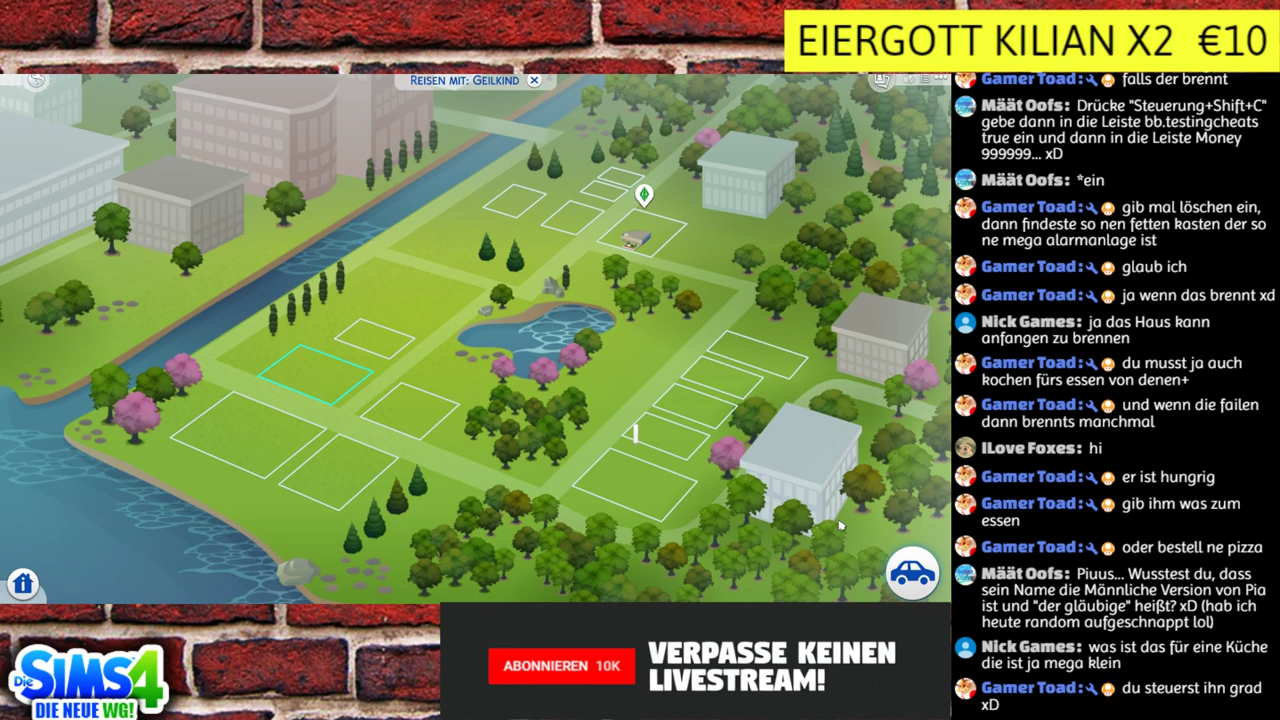 EIERGOTT KILIAN X2 €10
REISEN MIT: GEILKIND
Gamer Toad: falls der brennt
Määt Oofs: Drücke "Steuerung+Shift+C"
gebe dann in die Leiste bb.testingcheats
true ein und dann in die Leiste Money
999999... xD
Määt Oofs: *ein
Gamer Toad: gib mal löschen ein,
dann findeste so nen fetten kasten der so
ne mega alarmanlage ist
Gamer Toad: glaub ich
Gamer Toad: ja wenn das brennt xd
Nick Games: ja das Haus kann
anfangen zu brennen
Gamer Toad: du musst ja auch
kochen fürs essen von denen+
Gamer Toad: und wenn die failen
dann brennts manchmal
ILove Foxes: hi
Gamer Toad: er ist hungrig
Gamer Toad: gib ihm was zum
essen
Gamer Toad: oder bestell ne pizza
Määt Oofs: Piuus... Wusstest du, dass
sein Name die Männliche Version von Pia
ist und "der gläubige" heißt? xD (hab ich
heute random aufgeschnappt lol)
Nick Games: was ist das für eine Küche
die ist ja mega klein
Gamer Toad: du steuerst ihn grad
xD
Die SIMS 4
DIE NEUE WG!
ABONNIEREN 10K
VERPASSE KEINEN
LIVESTREAM!